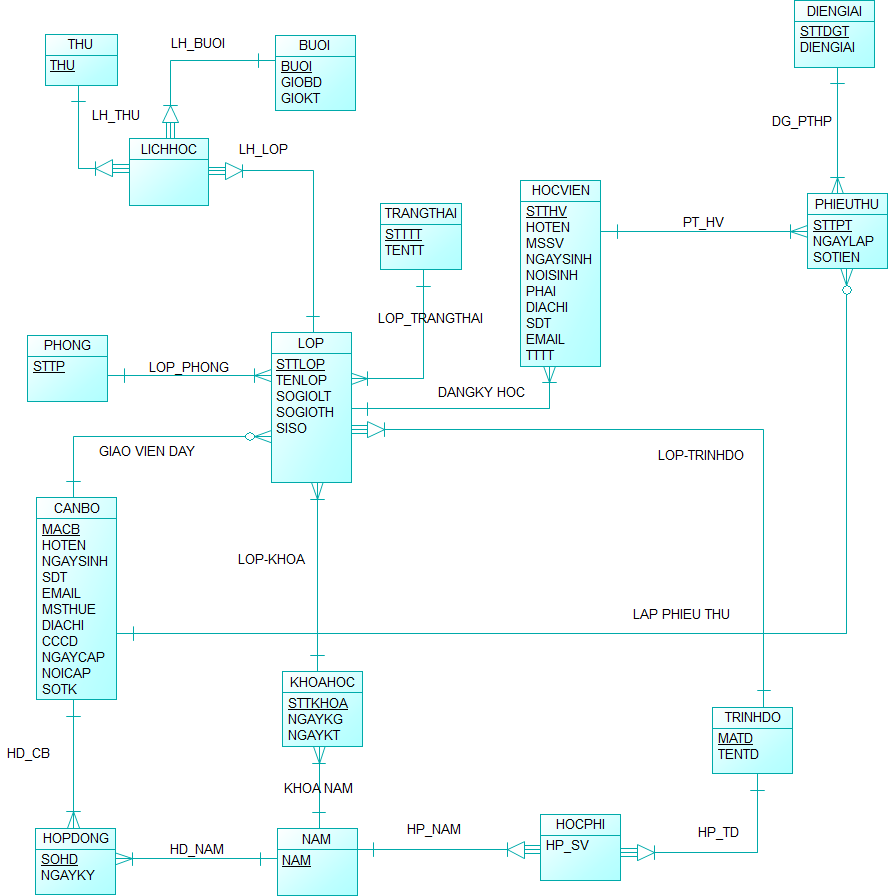 DIENGIAI
STTDGT
DIENGIAI
THU
THU
LH_BUOI
BUOI
BUOI
GIOBD
GIOKT
LH_THU
DG_PTHP
LICHHOC
LH_LOP
HOCVIEN
STTHV
HOTEN
MSSV
NGAYSINH
NOISINH
PHAI
DIACHI
SDT
EMAIL
TTTT
PT_HV
PHIEUTHU
STTPT
NGAYLAP
SOTIEN
TRANGTHAI
STTTT
TENTT
LOP_TRANGTHAI
PHONG
STTP
LOP_PHONG
LOP
STTLOP
TENLOP
SOGIOLT
SOGIOTH
SISO
DANGKY HOC
GIAO VIEN DAY
LOP-TRINHDO
CANBO
MACB
HOTEN
NGAYSINH
SDT
EMAIL
MSTHUE
DIACHI
CCCD
NGAYCAP
NOICAP
SOTK
LOP-KHOA
LAP PHIEU THU
KHOAHOC
STTKHOA
NGAYKG
NGAYKT
TRINHDO
MATD
TENTD
HD_CB
KHOA NAM
HOPDONG
SOHD
NGAYKY
HD_NAM
NAM
NAM
HP_NAM
HOCPHI
HP_SV
HP_TD